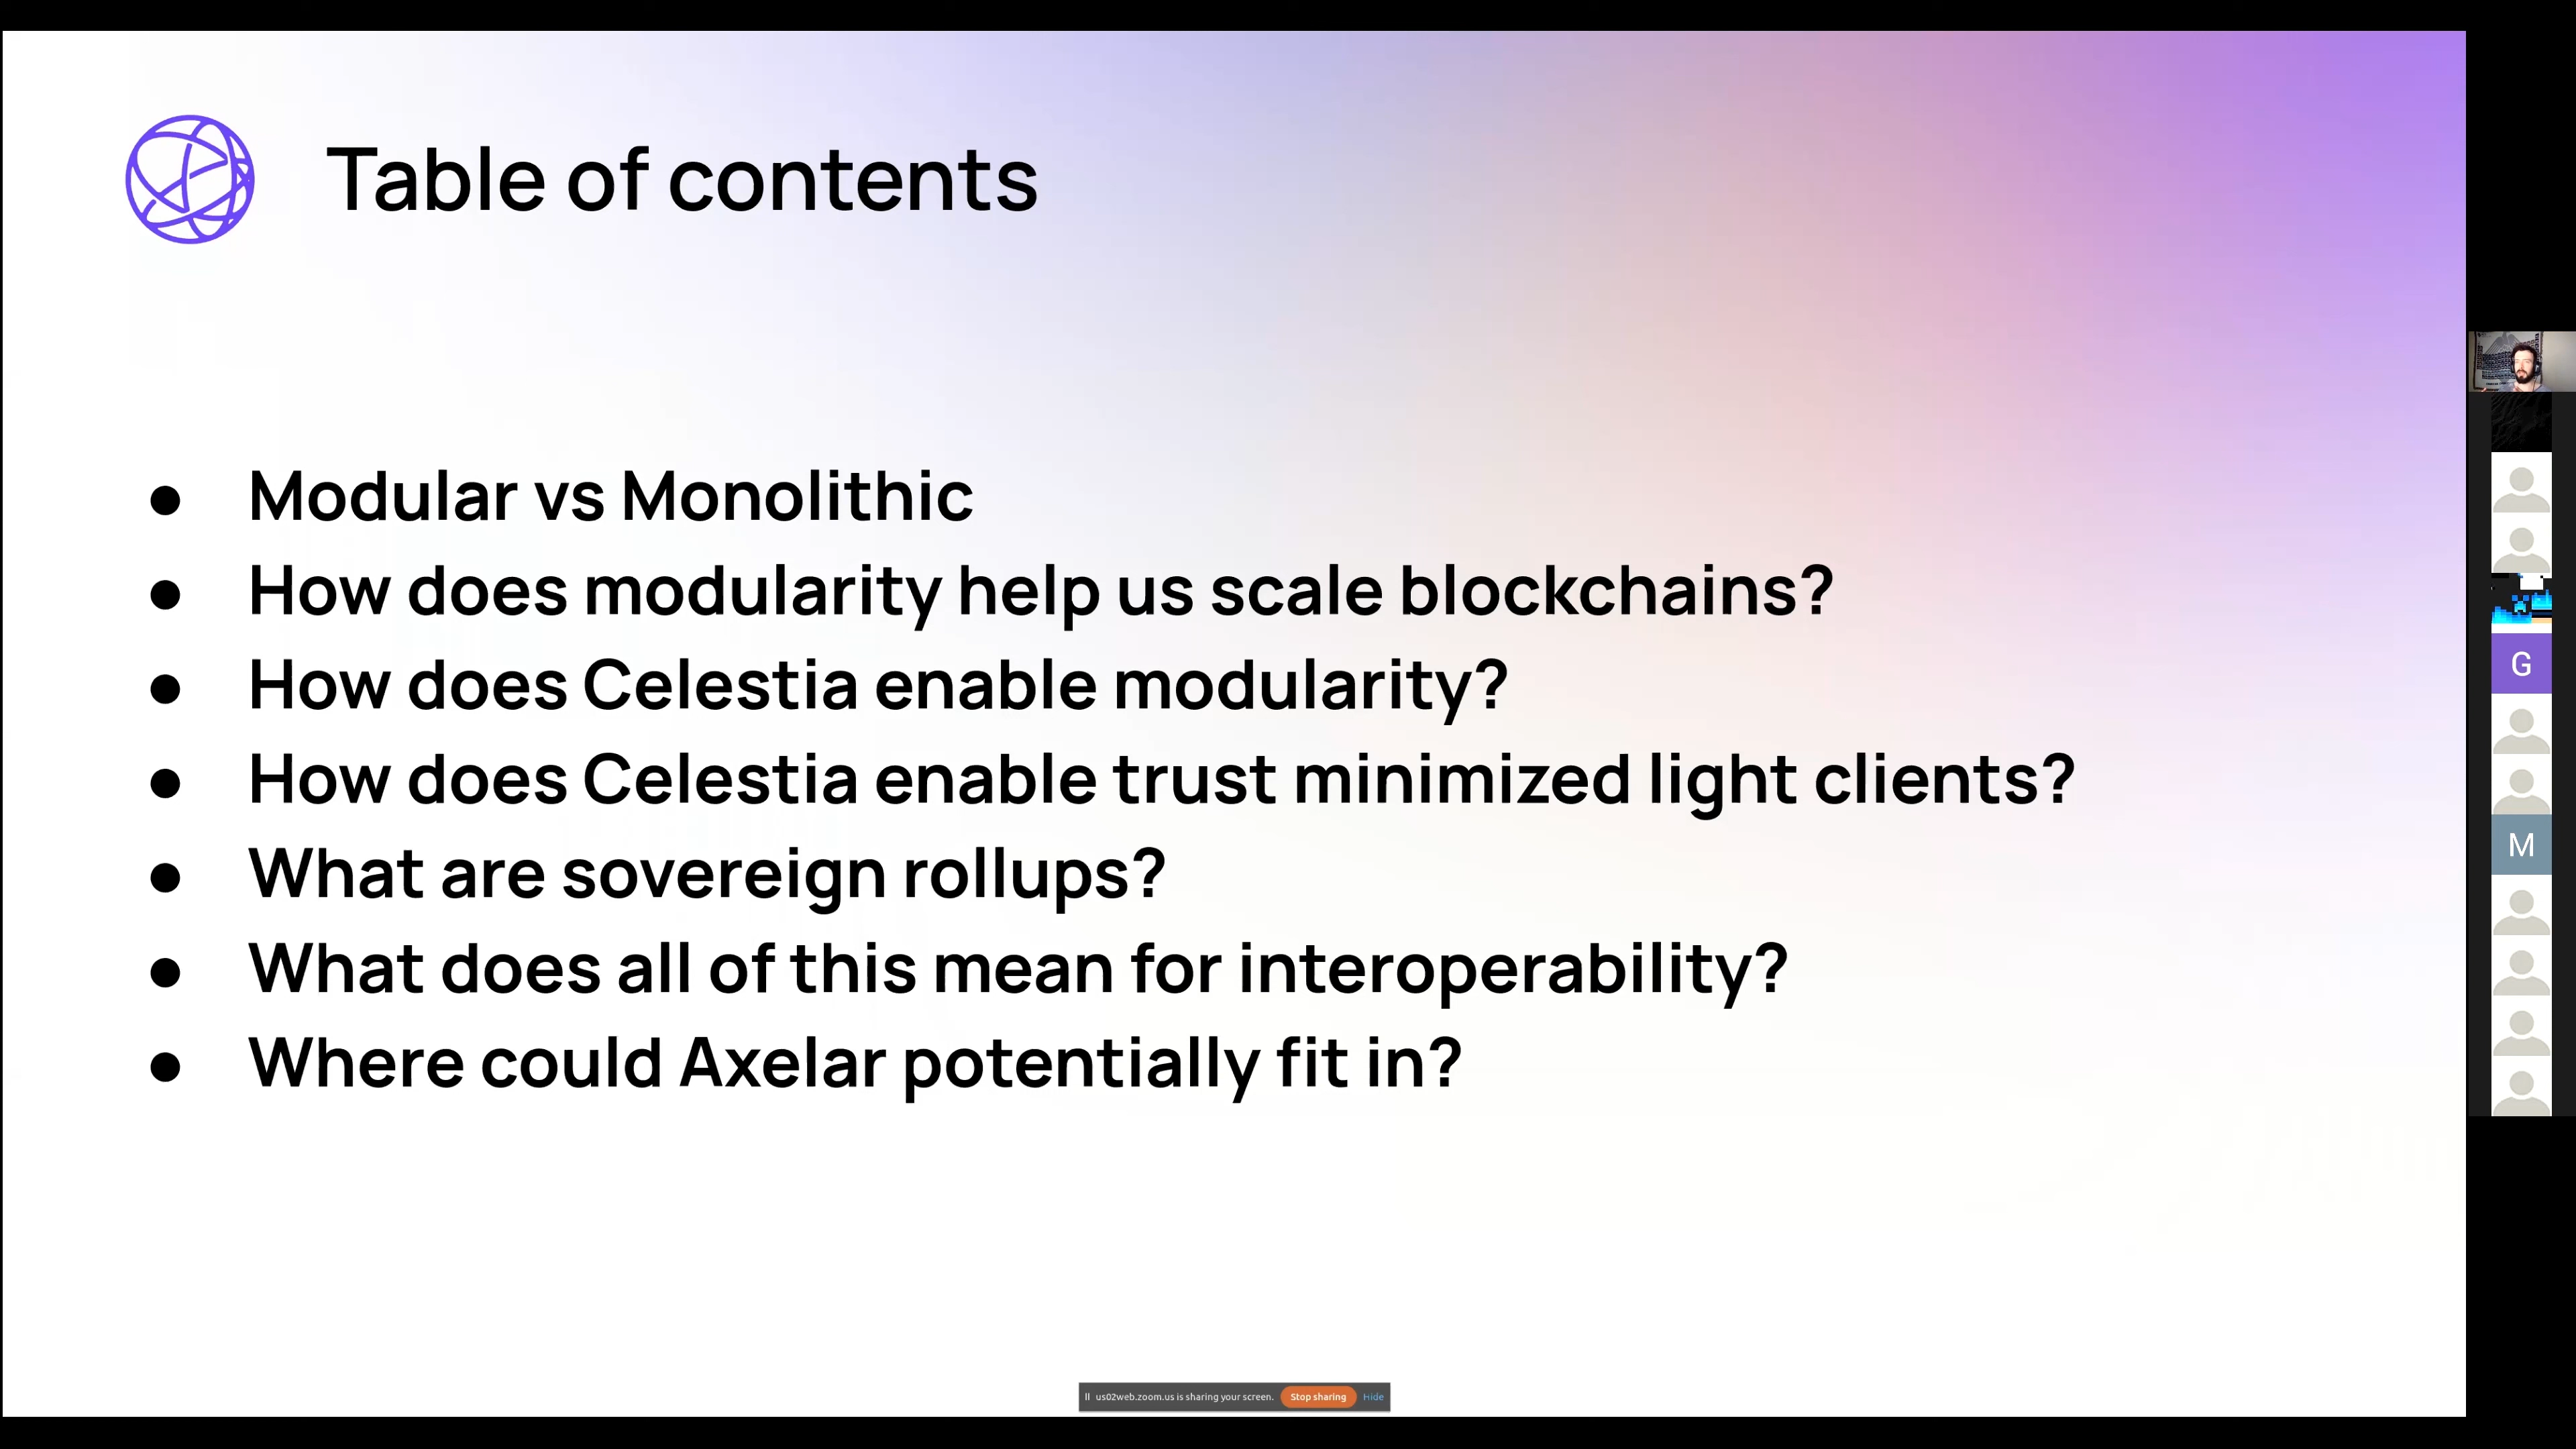 Table of contents
● Modular vs Monolithic
● How does modularity help us scale blockchains?
● How does Celestia enable modularity?
● How does Celestia enable trust minimized light clients?
● What are sovereign rollups?
● What does all of this mean for interoperability?
● Where could Axelar potentially fit in?
G
M
us02web.zoom.us is sharing your screen. Stop sharing Hide